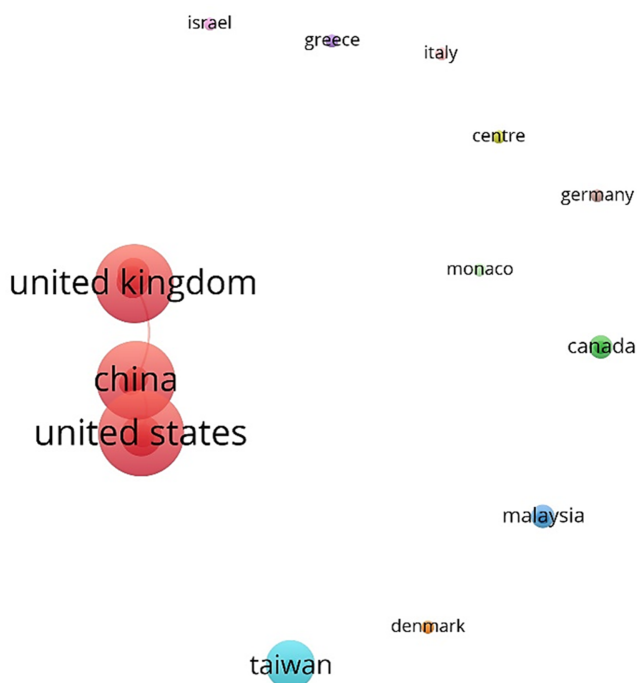 israel
greece
italy
centre
germany
monaco
united kingdom
canada
china
united states
malaysia
denmark
taiwan